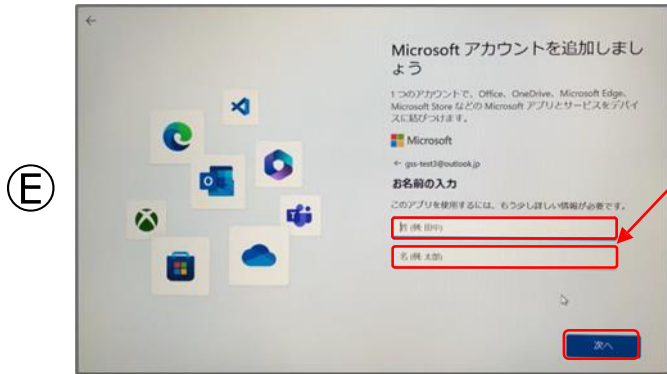 Ⓔ
←
Microsoft アカウントを追加しまし
ょう
1 つのアカウントで、Office、OneDrive、Microsoft Edge、
Microsoft Store などの Microsoft アプリとサービスをデバイ
スに結びつけます。
Microsoft
← gss-test3@outlook.jp
お名前の入力
このアプリを使用するには、もう少し詳しい情報が必要です。
姓 (例: 田中)
名 (例: 太郎)
次へ